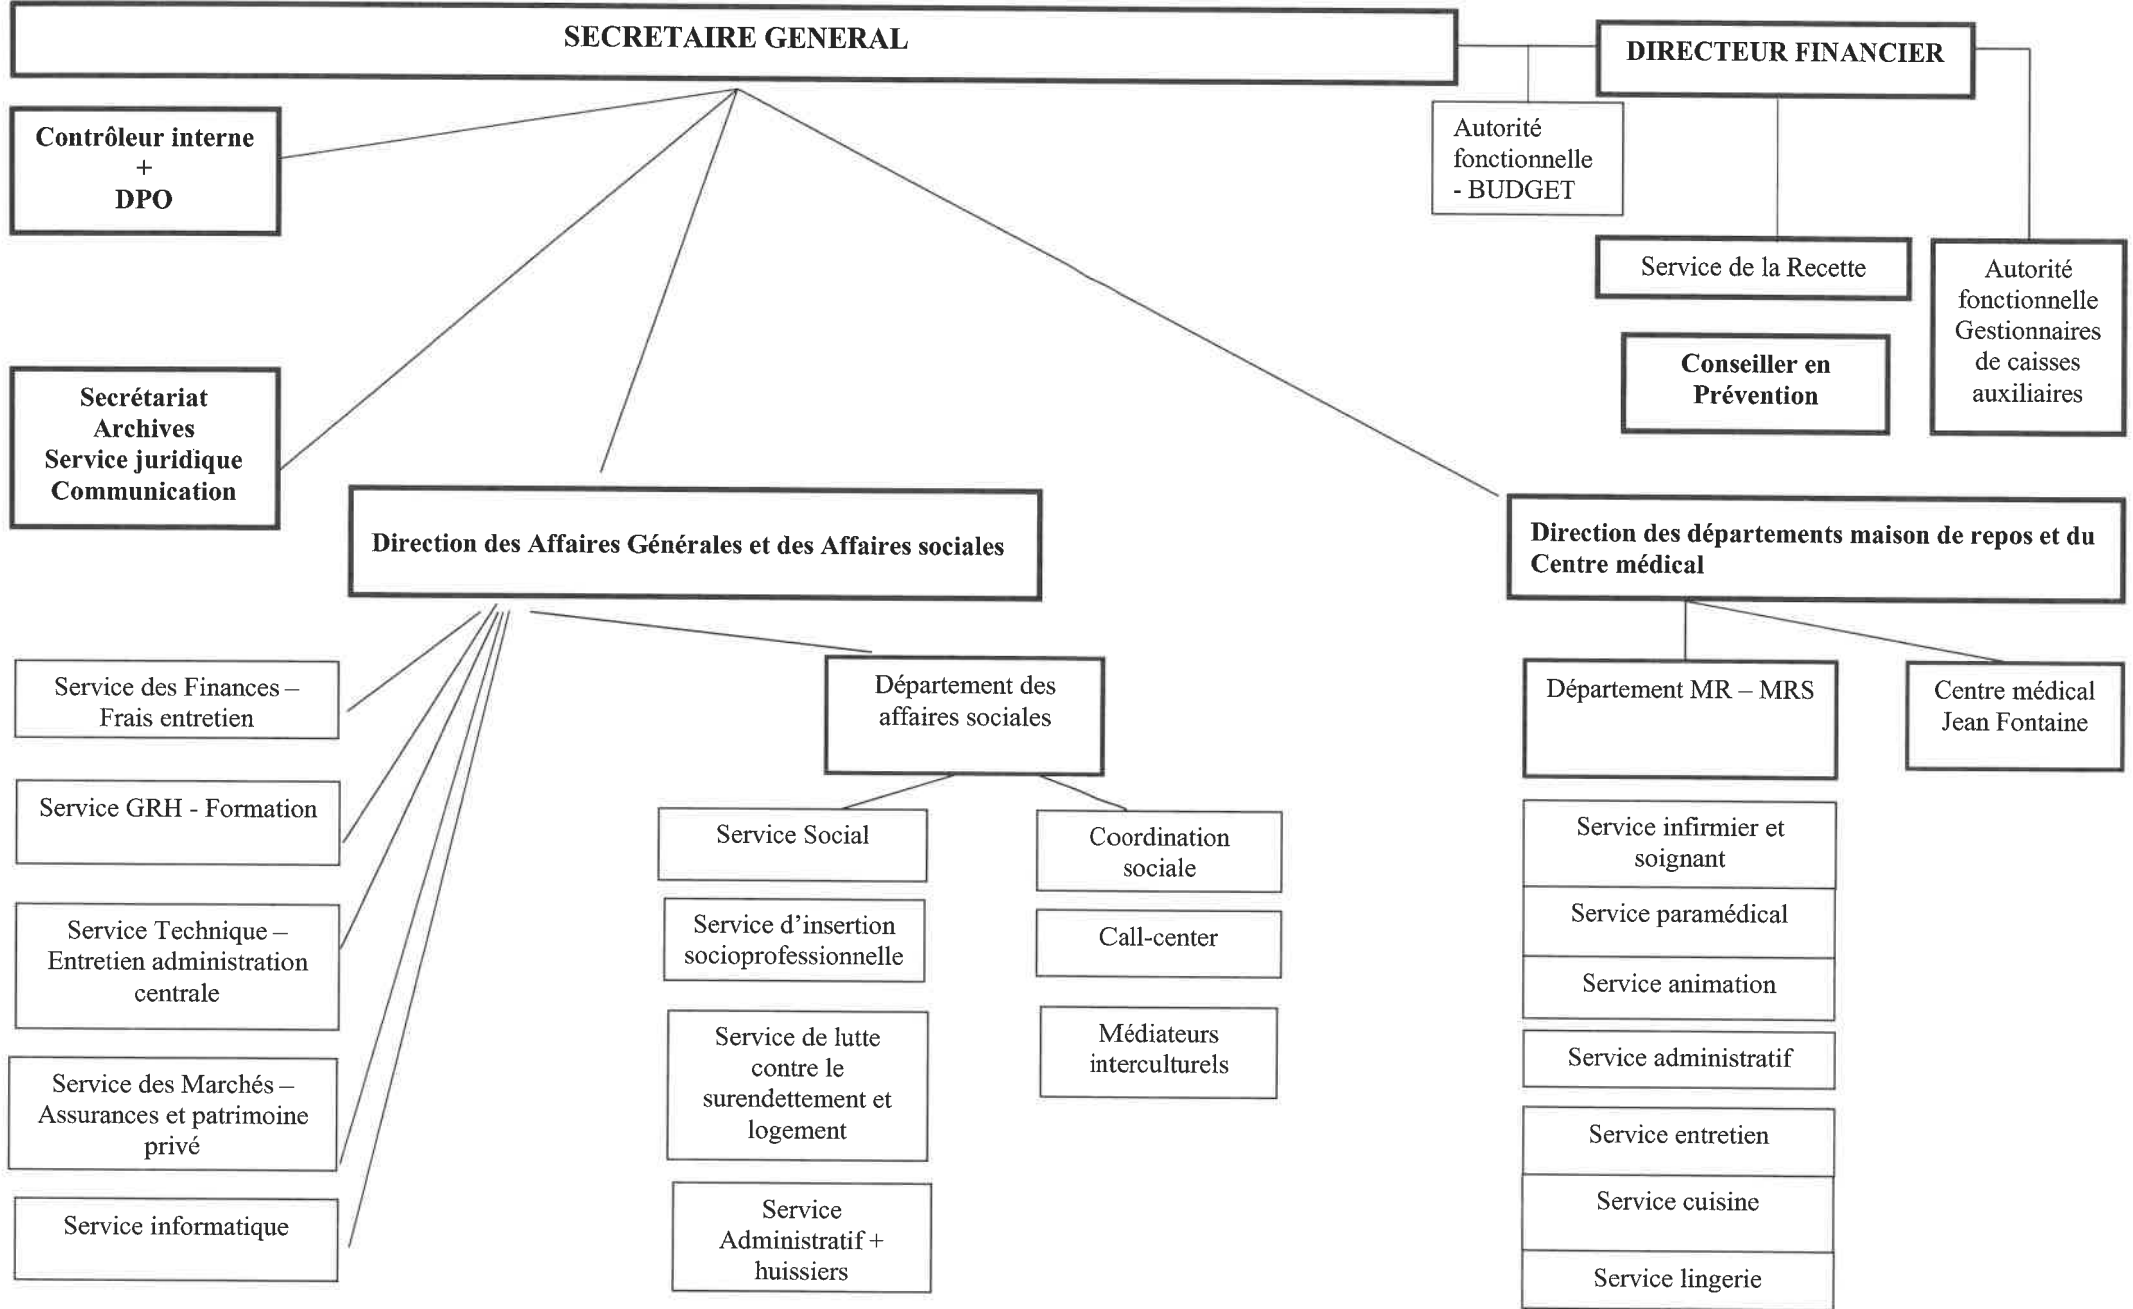 SECRETAIRE GENERAL
DIRECTEUR FINANCIER
Contrôleur interne
+
DPO
Autorité
fonctionnelle
- BUDGET
Service de la Recette
Autorité
fonctionnelle
Gestionnaires
de caisses
auxiliaires
Conseiller en
Prévention
Secrétariat
Archives
Service juridique
Communication
Direction des Affaires Générales et des Affaires sociales
Direction des départements maison de repos et du
Centre médical
Service des Finances –
Frais entretien
Service GRH - Formation
Service Technique –
Entretien administration
centrale
Service des Marchés –
Assurances et patrimoine
privé
Service informatique
Département des
affaires sociales
Service Social
Service d’insertion
socioprofessionnelle
Service de lutte
contre le
surendettement et
logement
Service
Administratif +
huissiers
Coordination
sociale
Call-center
Médiateurs
interculturels
Département MR – MRS
Centre médical
Jean Fontaine
Service infirmier et
soignant
Service paramédical
Service animation
Service administratif
Service entretien
Service cuisine
Service lingerie